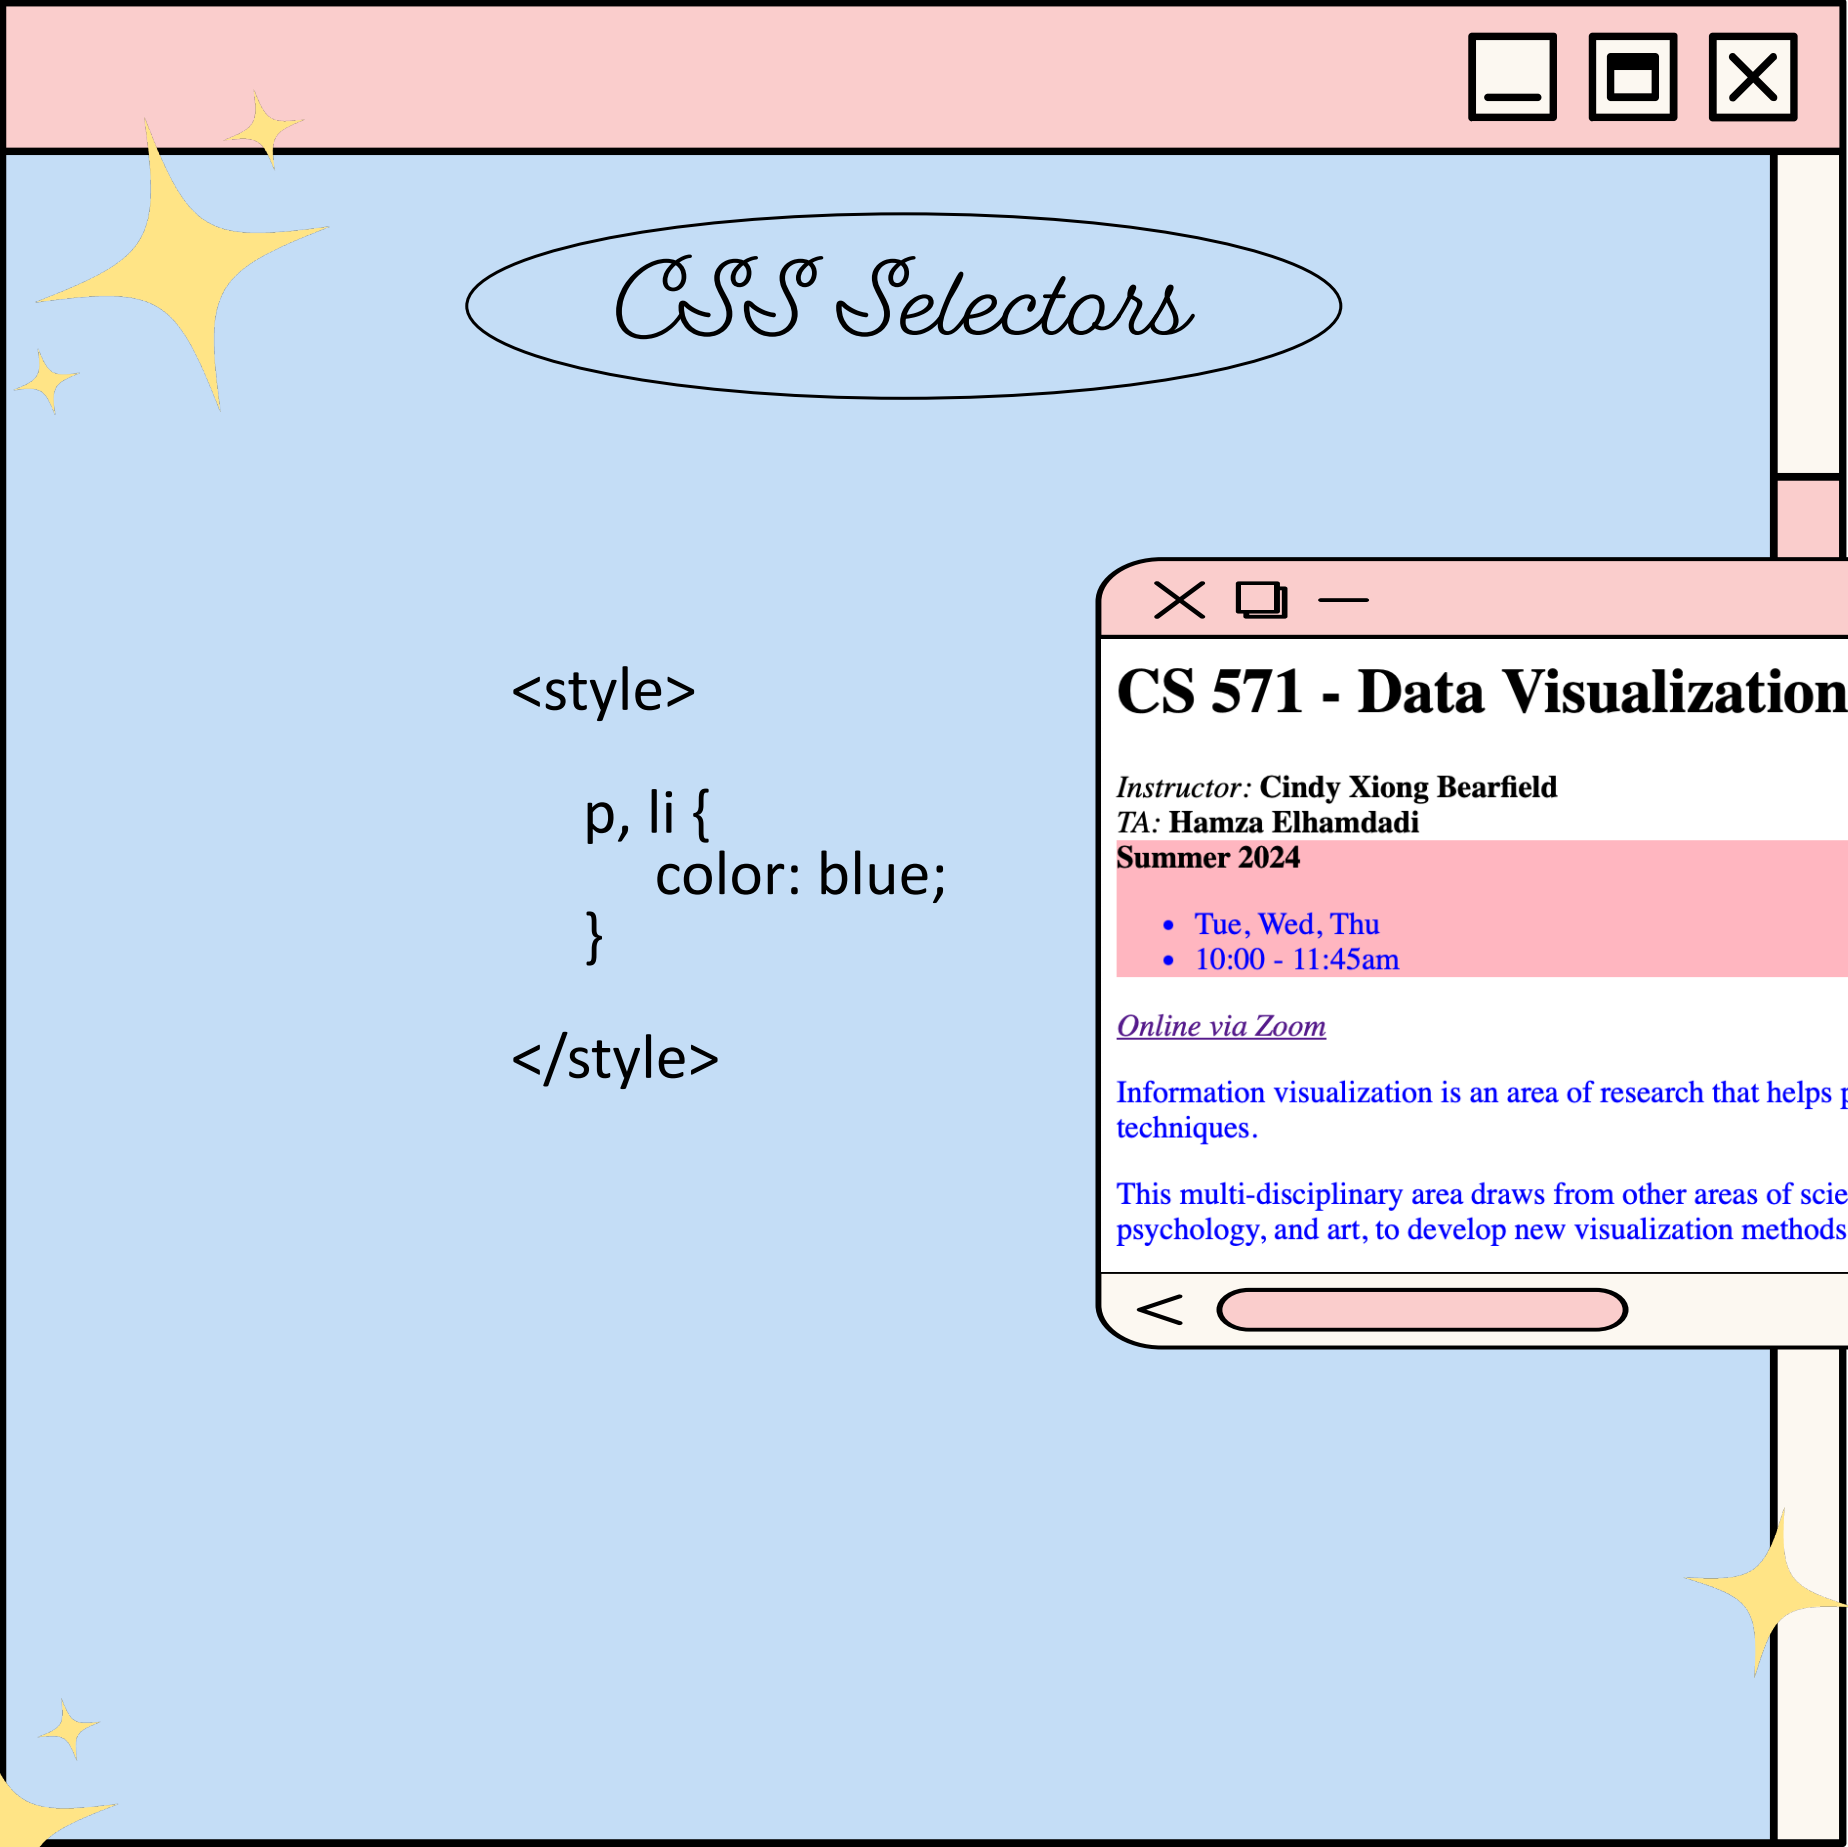 CSS Selectors
<style>
p, li {
color: blue;
}
</style>
CS 571 - Data Visualization
Instructor: Cindy Xiong Bearfield
TA: Hamza Elhamdadi
Summer 2024
• Tue, Wed, Thu
• 10:00 - 11:45am
Online via Zoom
Information visualization is an area of research that helps
techniques.
This multi-disciplinary area draws from other areas of
psychology, and art, to develop new visualization methods